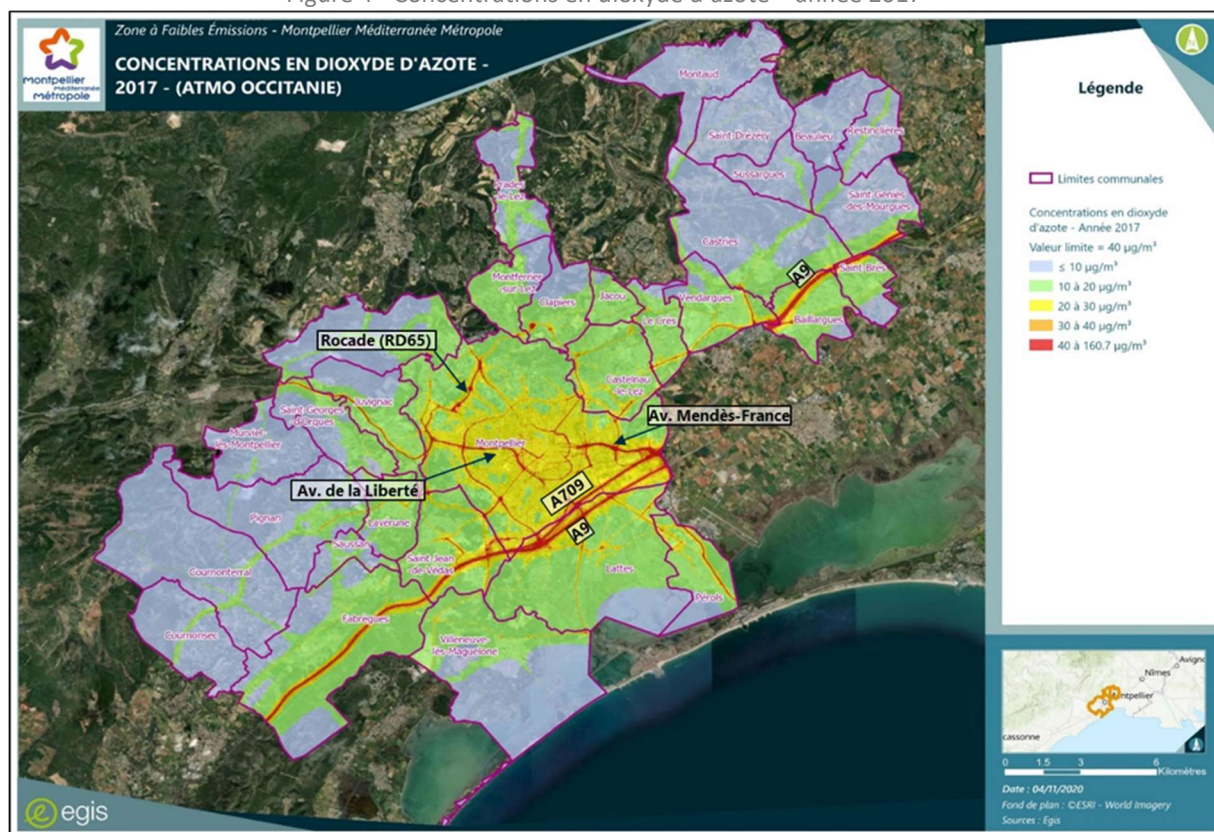 Figure 4 - Concentrations en dioxyde d'azote – année 2017
montpellier
méditerranée
métropole
Zone à Faibles Émissions - Montpellier Méditerranée Métropole
CONCENTRATIONS EN DIOXYDE D'AZOTE -
2017 - (ATMO OCCITANIE)
Montaud
Saint-Drézéry
Beaulieu
Restinclières
Sussargues
Saint-Géniès
-des-Mourgues
Prades
-le-Lez
Castries
A9
Saint-Brès
Montferrier
-sur-Lez
Clapiers
Jacou
Vendargues
Le Crès
Baillargues
Rocade (RD65)
Castelnau
-le-Lez
Juvignac
Saint-Georges
-d'Orques
Av. Mendès-France
Murviel
-lès-Montpellier
Montpellier
Av. de la Liberté
A709
A9
Pignan
Lavérune
Saussan
Saint-Jean
-de-Védas
Cournonterral
Lattes
Pérols
Fabrègues
Cournonsec
Villeneuve
-lès-Maguelone
egis
Légende
Limites communales
Concentrations en dioxyde
d'azote - Année 2017
Valeur limite = 40 µg/m³
≤ 10 µg/m³
10 à 20 µg/m³
20 à 30 µg/m³
30 à 40 µg/m³
40 à 160.7 µg/m³
Avigno
Nîmes
Montpellier
cassonne
0 1.5 3 6
Kilomètres
Date : 04/11/2020
Fond de plan : ©ESRI - World Imagery
Sources : Egis